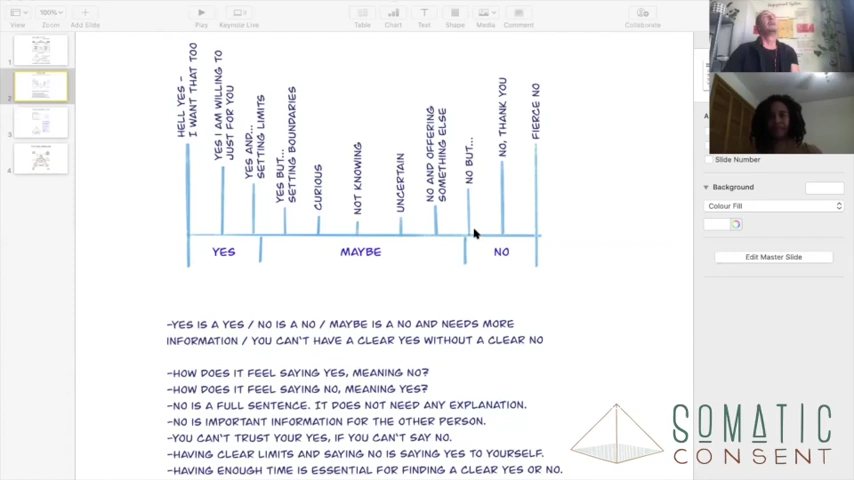 View
100%
Zoom
Add Slide
Play
Keynote Live
Table
Chart
Text
Shape
Media
Comment
Collaborate
1
2
3
4
HELL YES -
I WANT THAT TOO
YES I AM WILLING TO
JUST FOR YOU
YES AND...
SETTING LIMITS
YES BUT...
SETTING BOUNDARIES
CURIOUS
NOT KNOWING
UNCERTAIN
NO AND OFFERING
SOMETHING ELSE
NO BUT...
NO, THANK YOU
FIERCE NO
YES
MAYBE
NO
-YES IS A YES / NO IS A NO / MAYBE IS A NO AND NEEDS MORE
INFORMATION / YOU CAN'T HAVE A CLEAR YES WITHOUT A CLEAR NO
-HOW DOES IT FEEL SAYING YES, MEANING NO?
-HOW DOES IT FEEL SAYING NO, MEANING YES?
-NO IS A FULL SENTENCE. IT DOES NOT NEED ANY EXPLANATION.
-NO IS IMPORTANT INFORMATION FOR THE OTHER PERSON.
-YOU CAN'T TRUST YOUR YES, IF YOU CAN'T SAY NO.
-HAVING CLEAR LIMITS AND SAYING NO IS SAYING YES TO YOURSELF.
-HAVING ENOUGH TIME IS ESSENTIAL FOR FINDING A CLEAR YES OR NO.
Slide Number
Background
Colour Fill
Edit Master Slide
SOMATIC
CONSENT